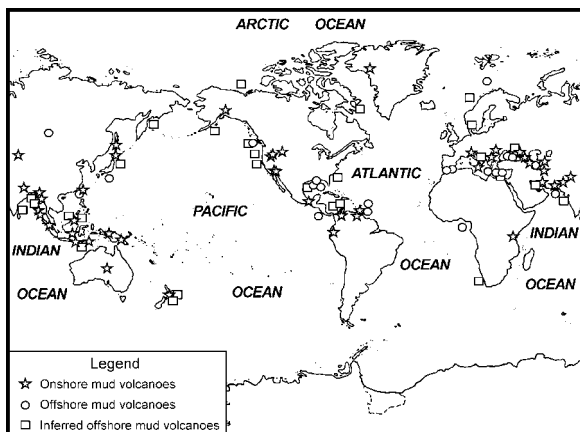 ARCTIC OCEAN
ATLANTIC
PACIFIC
INDIAN
INDIAN
OCEAN
OCEAN
OCEAN
OCEAN
Legend
Onshore mud volcanoes
Offshore mud volcanoes
Inferred offshore mud volcanoes